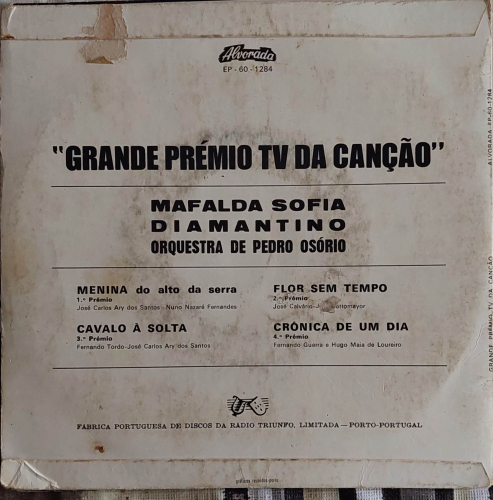 Alvorada
EP - 60 - 1284
"GRANDE PRÉMIO TV DA CANÇÃO"
MAFALDA SOFIA
DIAMANTINO
ORQUESTRA DE PEDRO OSÓRIO
MENINA do alto da serra
1.º Prémio
José Carlos Ary dos Santos - Nuno Nazaré Fernandes
FLOR SEM TEMPO
2.º Prémio
José Calvário-J.
CAVALO À SOLTA
3.º Prémio
Fernando Tordo-José Carlos Ary dos Santos
CRÓNICA DE UM DIA
4.º Prémio
Fernando Guerra e Hugo Maia de Loureiro
FABRICA PORTUGUESA DE DISCOS DA RÁDIO TRIUNFO, LIMITADA — PORTO-PORTUGAL
GRANDE PRÉMIO TV DA CANÇÃO
ALVORADA EP-60-1284